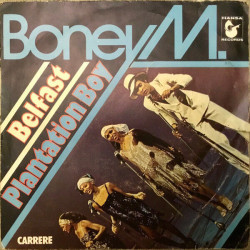 Boney M.
HANSA
RECORDS
Belfast
Plantation Boy
CARRERE